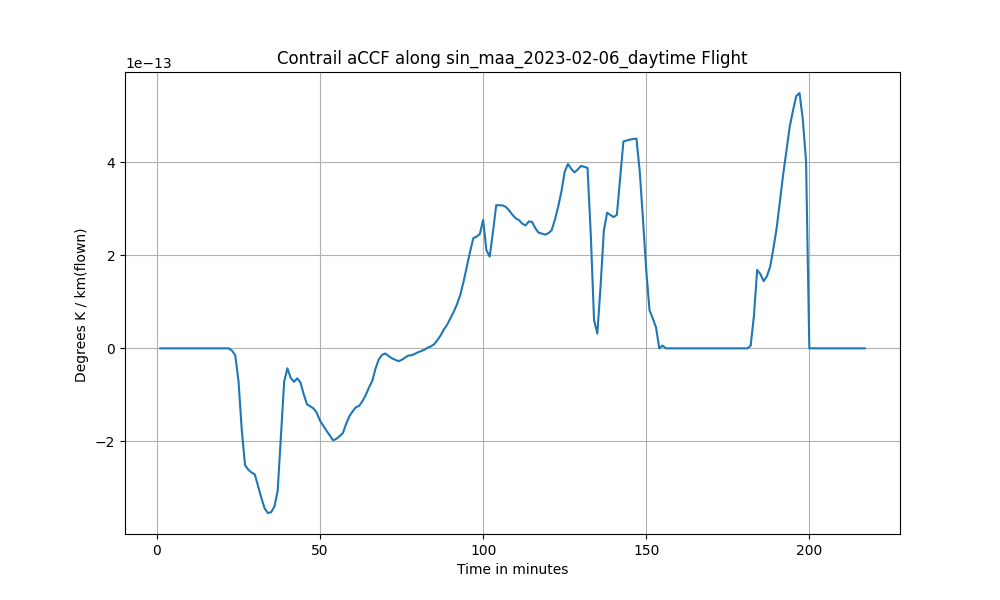 Contrail aCCF along sin_maa_2023-02-06_daytime Flight
1e−13
4
2
0
−2
Degrees K / km(flown)
0 50 100 150 200
Time in minutes